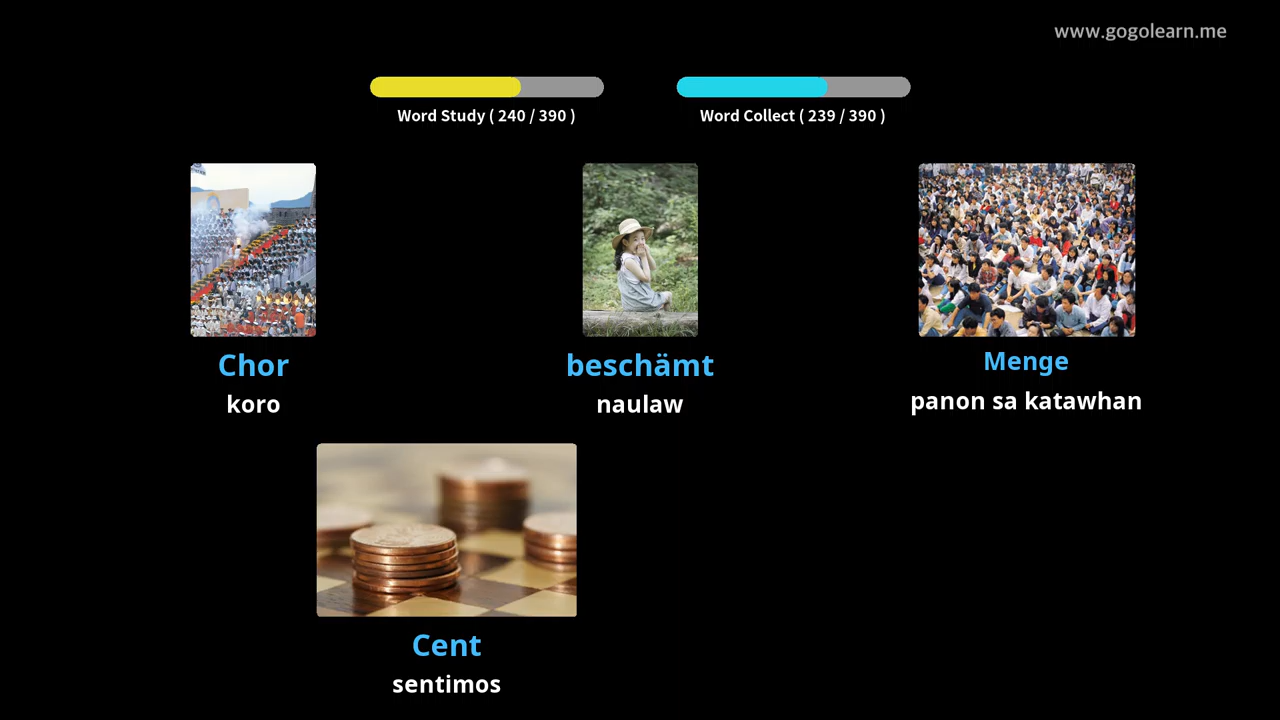 www.gogolearn.me
Word Study ( 240 / 390 )
Word Collect ( 239 / 390 )
Chor
koro
beschämt
naulaw
Menge
panon sa katawhan
Cent
sentimos